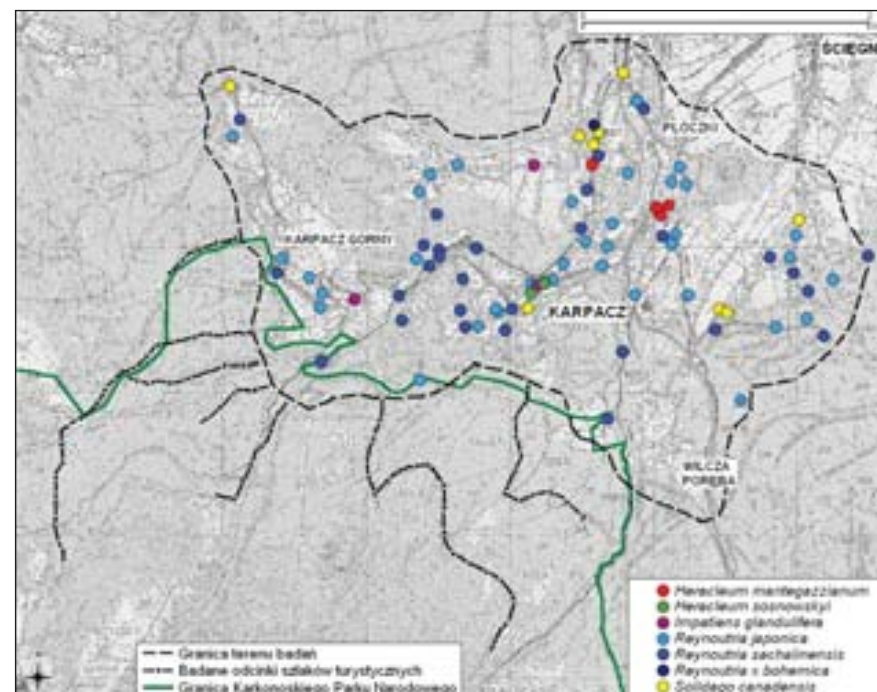 ŚCIĘGN
PŁOCZKI
KARPACZ GÓRNY
KARPACZ
WILCZA
PORĘBA
Heracleum mantegazzianum
Heracleum sosnowskyi
Impatiens glandulifera
Reynoutria japonica
Reynoutria sachalinensis
Reynoutria x bohemica
Solidago canadensis
Granica terenu badań
Badane odcinki szlaków turystycznych
Granica Karkonoskiego Parku Narodowego